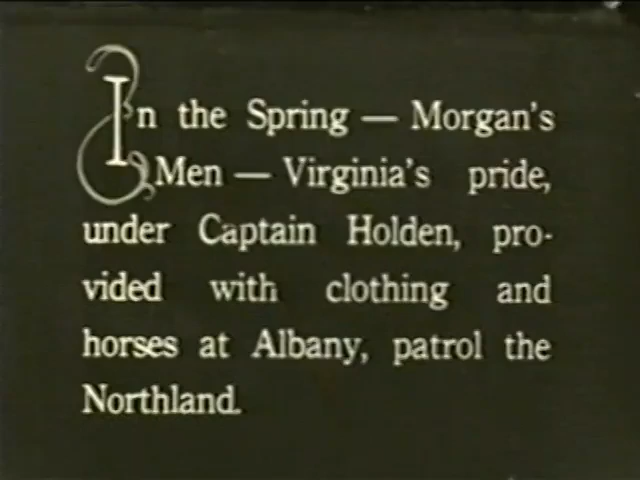 In the Spring — Morgan's
Men — Virginia's pride,
under Captain Holden, pro-
vided with clothing and
horses at Albany, patrol the
Northland.